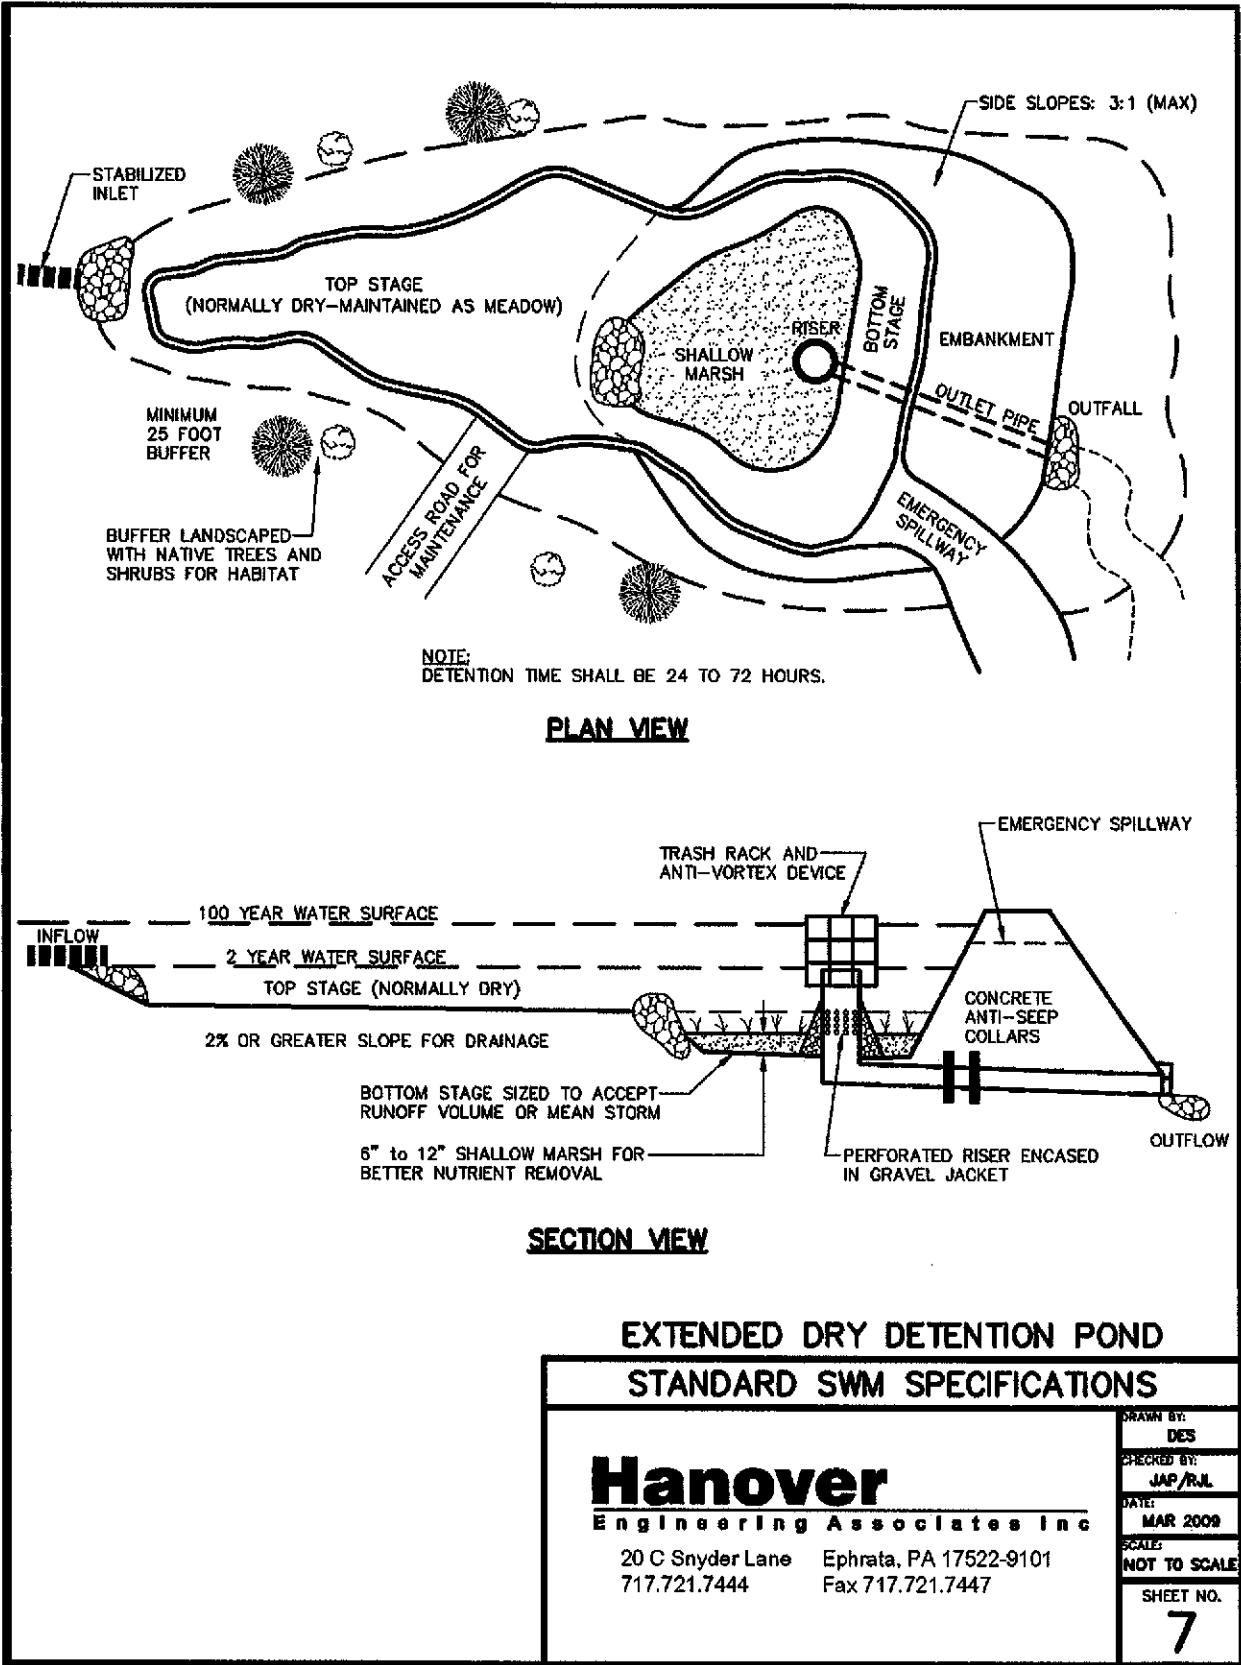 SIDE SLOPES: 3:1 (MAX)
STABILIZED
INLET
TOP STAGE
(NORMALLY DRY-MAINTAINED AS MEADOW)
RISER
BOTTOM
STAGE
SHALLOW
MARSH
EMBANKMENT
OUTLET PIPE
OUTFALL
MINIMUM
25 FOOT
BUFFER
ACCESS ROAD FOR
MAINTENANCE
EMERGENCY
SPILLWAY
BUFFER LANDSCAPED
WITH NATIVE TREES AND
SHRUBS FOR HABITAT
NOTE:
DETENTION TIME SHALL BE 24 TO 72 HOURS.
PLAN VIEW
EMERGENCY SPILLWAY
TRASH RACK AND
ANTI-VORTEX DEVICE
100 YEAR WATER SURFACE
INFLOW
2 YEAR WATER SURFACE
TOP STAGE (NORMALLY DRY)
CONCRETE
ANTI-SEEP
COLLARS
2% OR GREATER SLOPE FOR DRAINAGE
BOTTOM STAGE SIZED TO ACCEPT
RUNOFF VOLUME OR MEAN STORM
OUTFLOW
6" to 12" SHALLOW MARSH FOR
BETTER NUTRIENT REMOVAL
PERFORATED RISER ENCASED
IN GRAVEL JACKET
SECTION VIEW
EXTENDED DRY DETENTION POND
STANDARD SWM SPECIFICATIONS
Hanover
Engineering Associates Inc
20 C Snyder Lane Ephrata, PA 17522-9101
717.721.7444 Fax 717.721.7447
DRAWN BY:
DES
CHECKED BY:
JAP/RJL
DATE:
MAR 2009
SCALE:
NOT TO SCALE
SHEET NO.
7